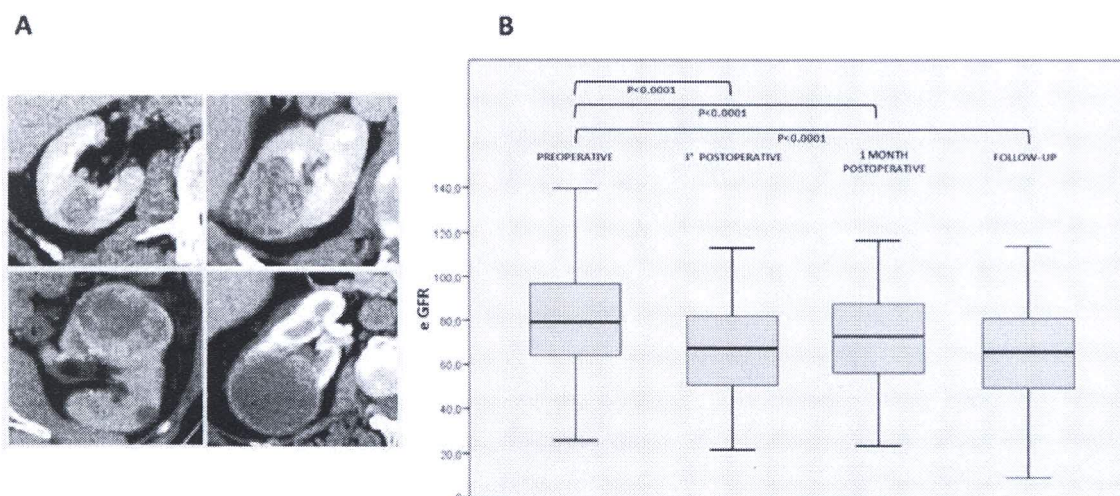 A
B
P<0.0001
P<0.0001
P<0.0001
PREOPERATIVE
3° POSTOPERATIVE
1 MONTH
POSTOPERATIVE
FOLLOW-UP
140,0
120,0
100,0
80,0
60,0
40,0
20,0
e GFR